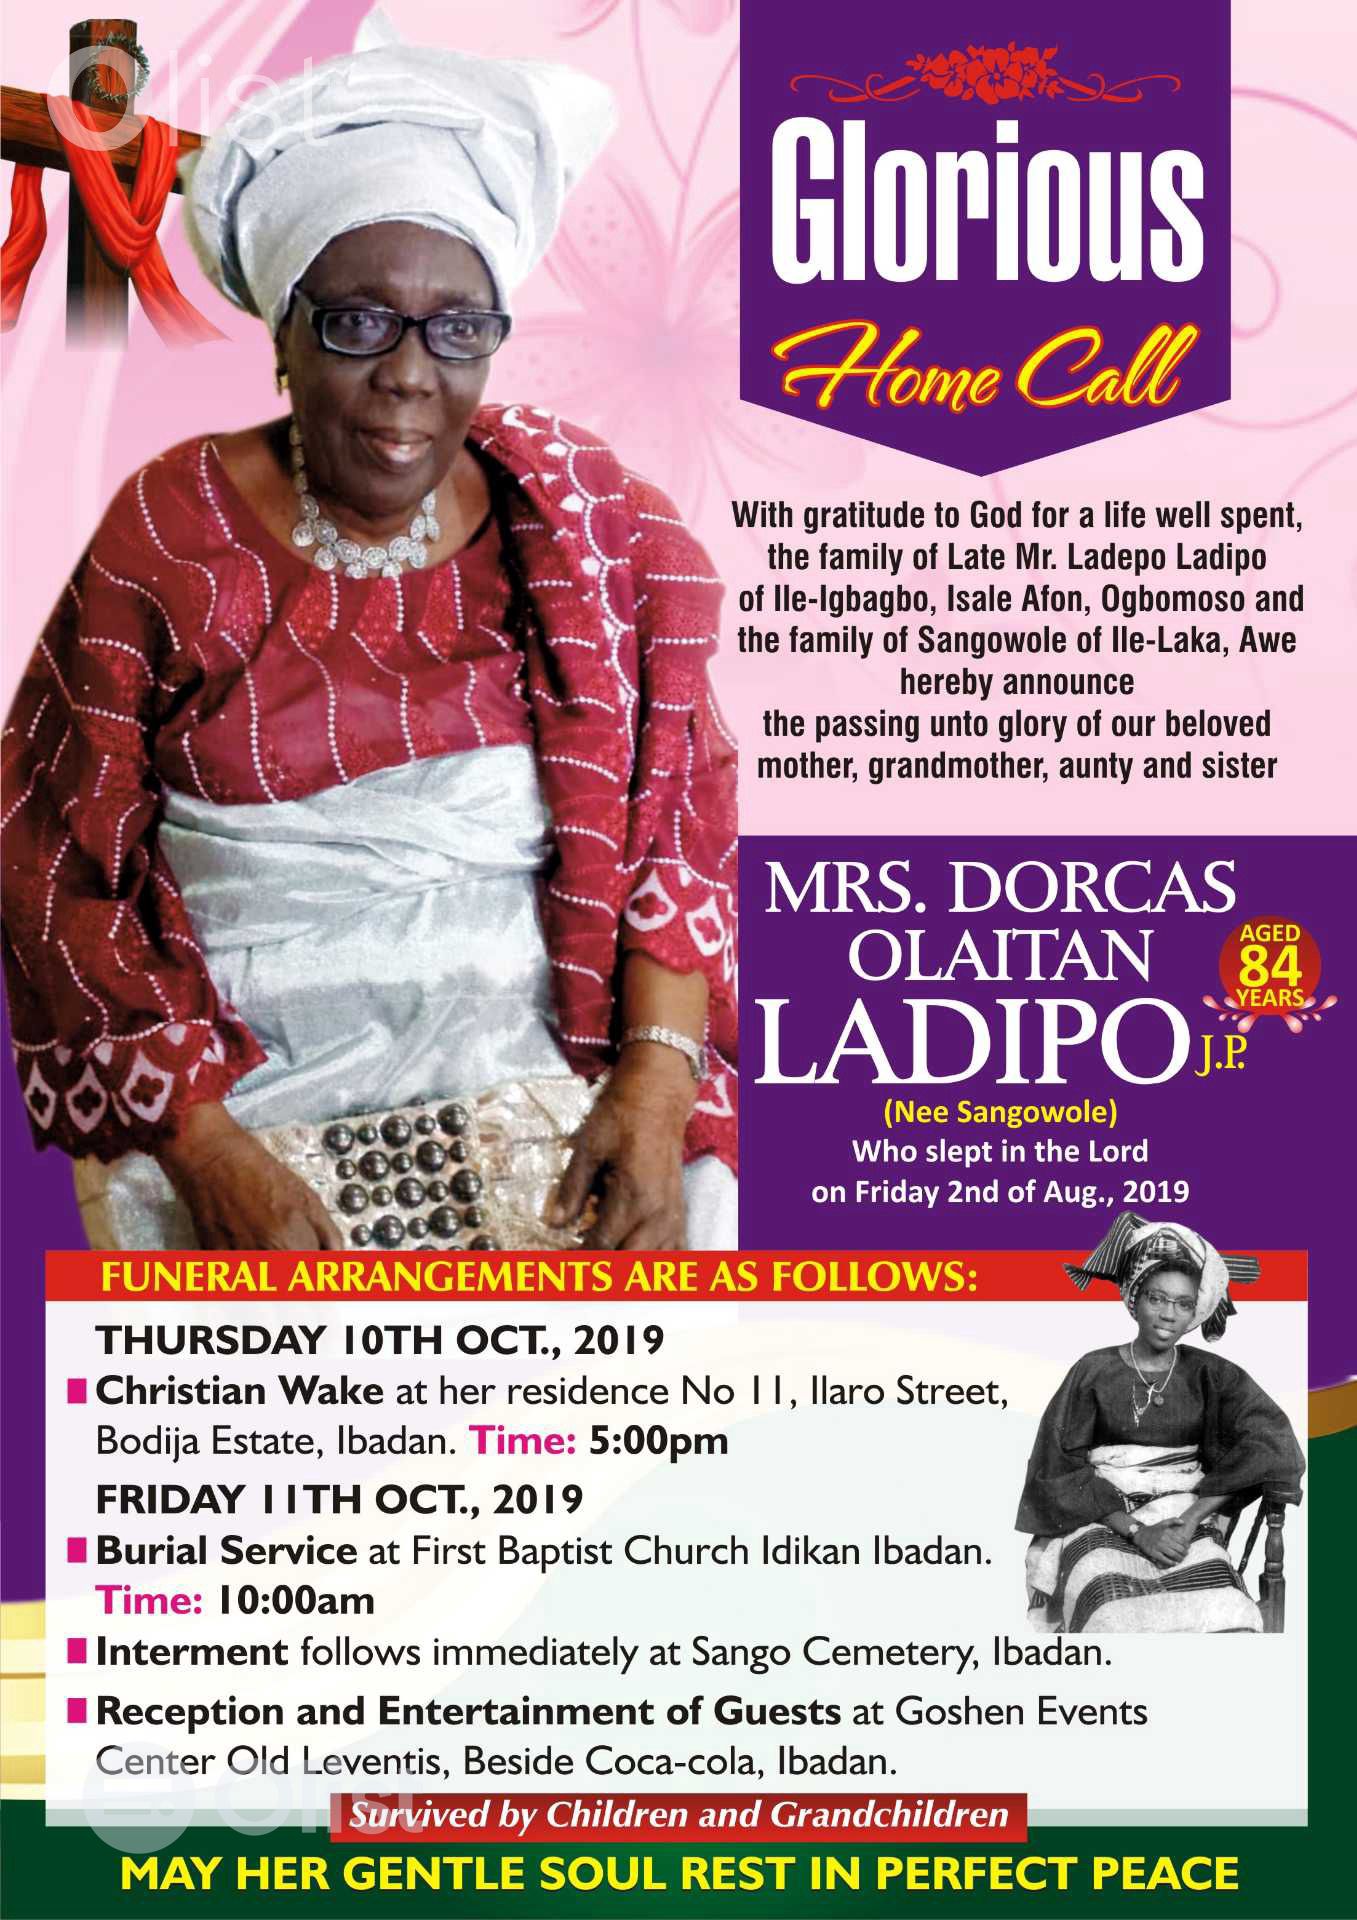 Olist
Glorious
Home Call
With gratitude to God for a life well spent,
the family of Late Mr. Ladepo Ladipo
of Ile-Igbagbo, Isale Afon, Ogbomoso and
the family of Sangowole of Ile-Laka, Awe
hereby announce
the passing unto glory of our beloved
mother, grandmother, aunty and sister
MRS. DORCAS
OLAITAN
LADIPO J.P.
AGED
84
YEARS
(Nee Sangowole)
Who slept in the Lord
on Friday 2nd of Aug., 2019
FUNERAL ARRANGEMENTS ARE AS FOLLOWS:
THURSDAY 10TH OCT., 2019
Christian Wake at her residence No 11, Ilaro Street,
Bodija Estate, Ibadan. Time: 5:00pm
FRIDAY 11TH OCT., 2019
Burial Service at First Baptist Church Idikan Ibadan.
Time: 10:00am
Interment follows immediately at Sango Cemetery, Ibadan.
Reception and Entertainment of Guests at Goshen Events
Center Old Leventis, Beside Coca-cola, Ibadan.
Olist
Survived by Children and Grandchildren
MAY HER GENTLE SOUL REST IN PERFECT PEACE